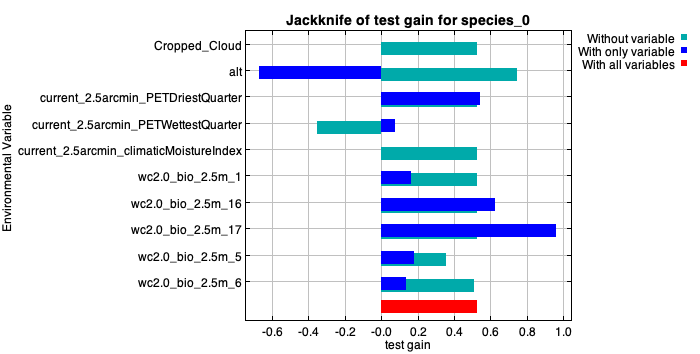 Jackknife of test gain for species_0
Without variable
With only variable
With all variables
Environmental Variable
Cropped_Cloud
alt
current_2.5arcmin_PETDriestQuarter
current_2.5arcmin_PETWettestQuarter
current_2.5arcmin_climaticMoistureIndex
wc2.0_bio_2.5m_1
wc2.0_bio_2.5m_16
wc2.0_bio_2.5m_17
wc2.0_bio_2.5m_5
wc2.0_bio_2.5m_6
-0.6 -0.4 -0.2 -0.0 0.2 0.4 0.6 0.8 1.0
test gain